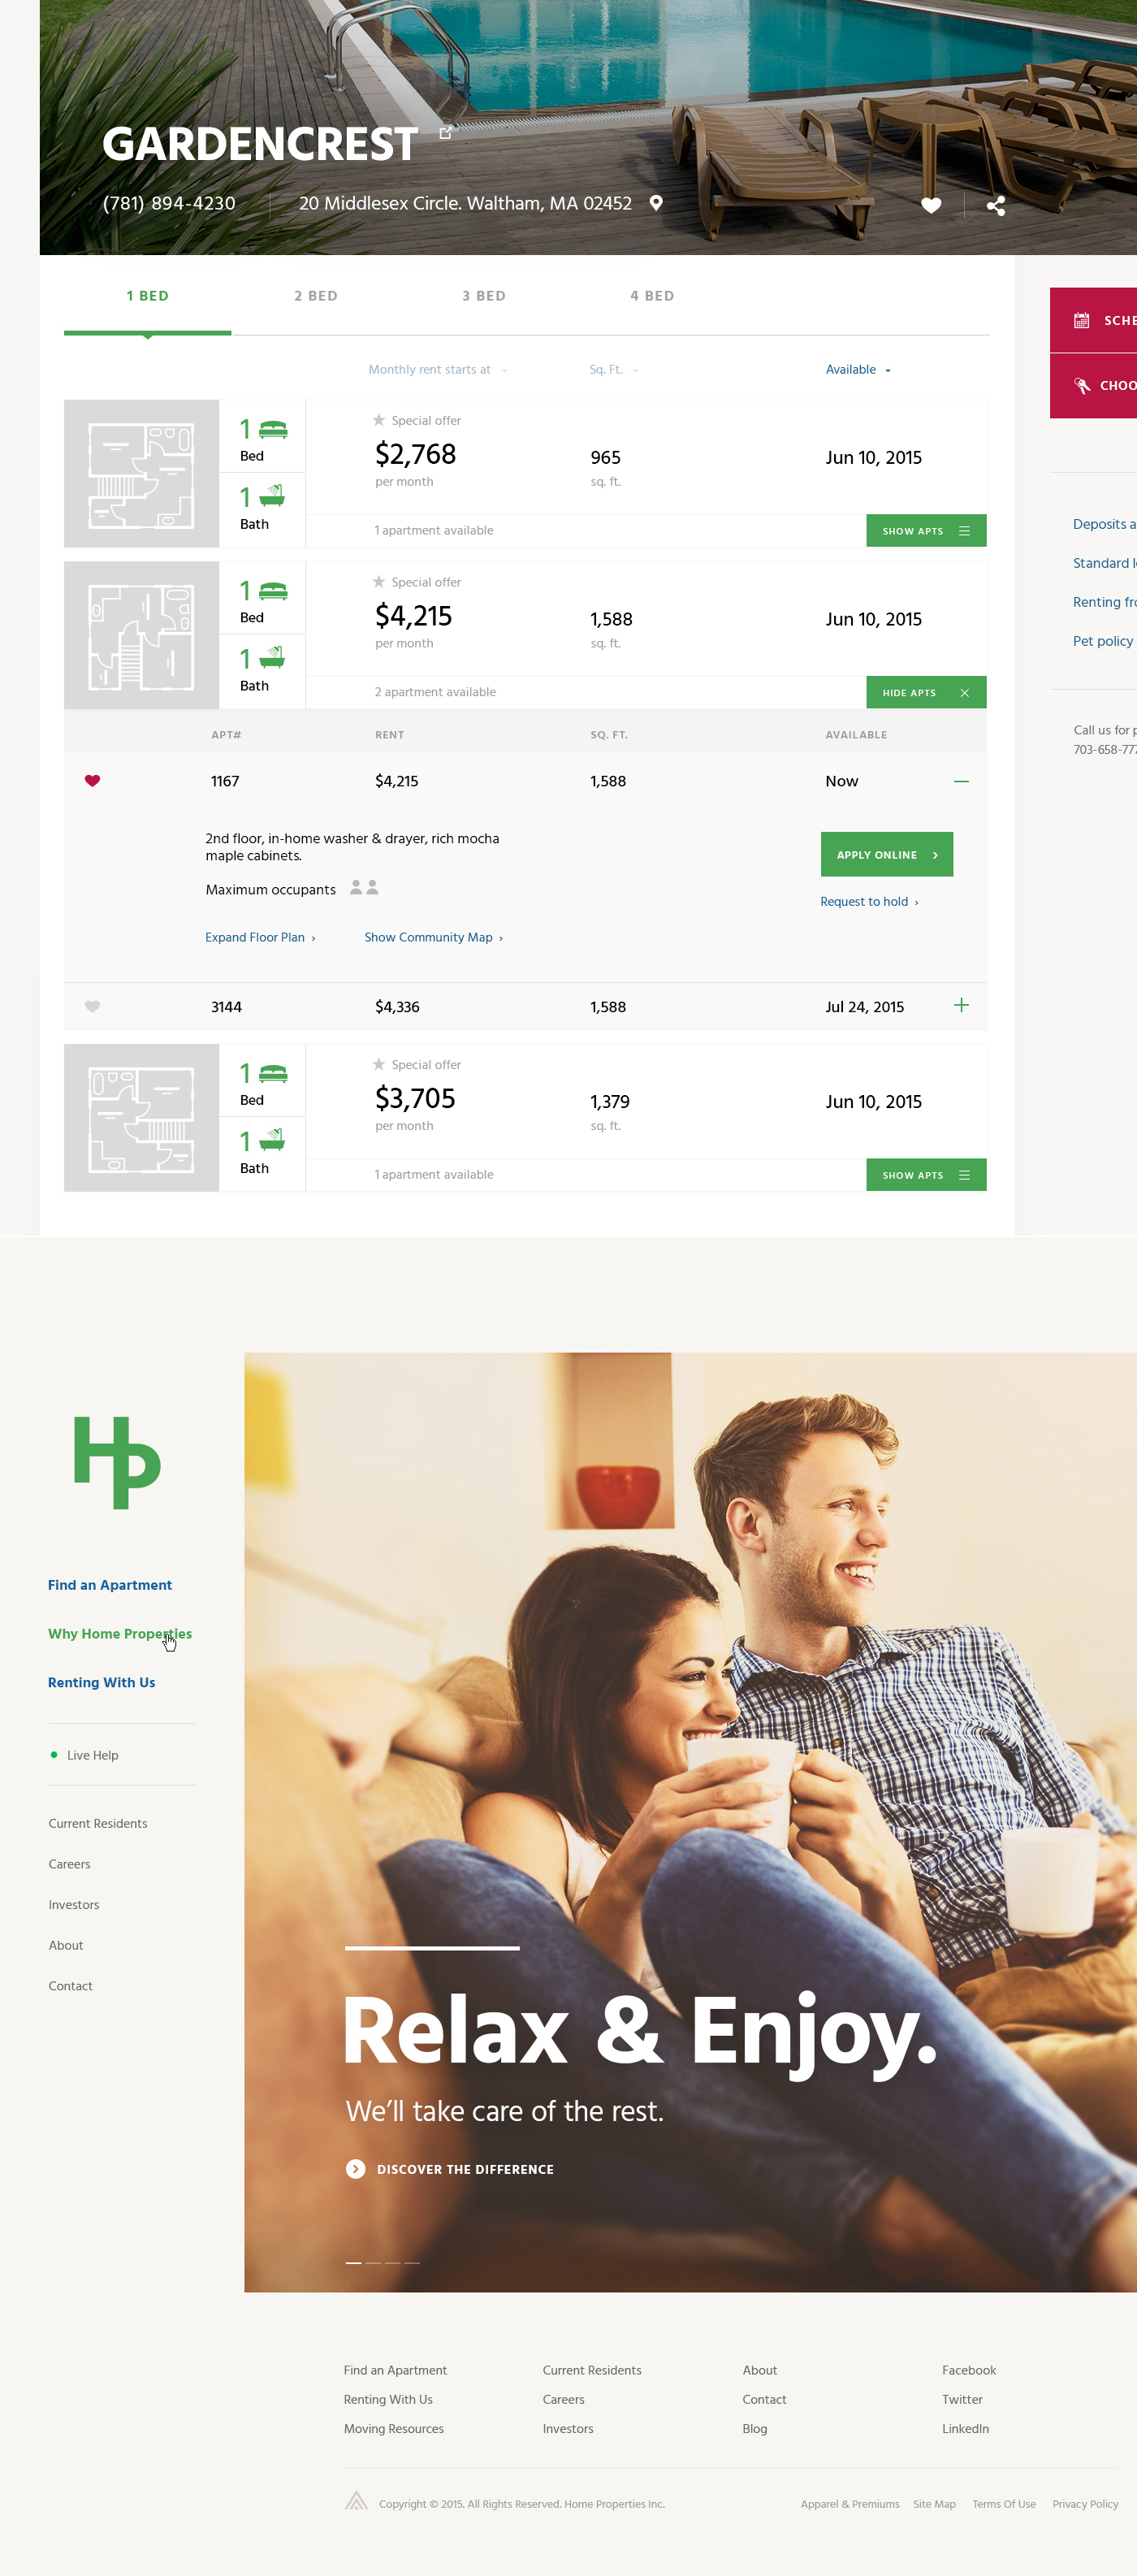 GARDENCREST
(781) 894-4230
20 Middlesex Circle. Waltham, MA 02452
1 BED 2 BED 3 BED 4 BED
Monthly rent starts at Sq. Ft. Available
1 Bed
1 Bath
Special offer
$2,768 965 Jun 10, 2015
per month sq. ft.
1 apartment available SHOW APTS
1 Bed
1 Bath
Special offer
$4,215 1,588 Jun 10, 2015
per month sq. ft.
2 apartment available HIDE APTS
APT# RENT SQ. FT. AVAILABLE
1167 $4,215 1,588 Now
2nd floor, in-home washer & drayer, rich mocha
maple cabinets.
Maximum occupants
APPLY ONLINE
Request to hold
Expand Floor Plan Show Community Map
3144 $4,336 1,588 Jul 24, 2015
1 Bed
1 Bath
Special offer
$3,705 1,379 Jun 10, 2015
per month sq. ft.
1 apartment available SHOW APTS
SCHE
CHOO
Deposits a
Standard l
Renting fr
Pet policy
Call us for p
703-658-777
HP
Find an Apartment
Why Home Properties
Renting With Us
Live Help
Current Residents
Careers
Investors
About
Contact
Relax & Enjoy.
We’ll take care of the rest.
DISCOVER THE DIFFERENCE
Find an Apartment Current Residents About Facebook
Renting With Us Careers Contact Twitter
Moving Resources Investors Blog LinkedIn
Copyright © 2015. All Rights Reserved. Home Properties Inc. Apparel & Premiums Site Map Terms Of Use Privacy Policy